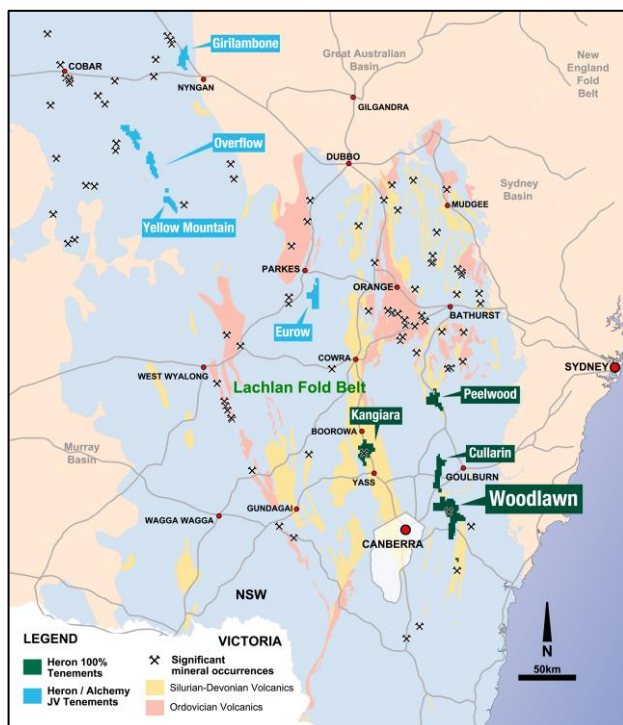 Girilambone
COBAR
NYNGAN
Great Australian
Basin
New
England
Fold
Belt
GILGANDRA
Overflow
DUBBO
Sydney
Basin
Yellow Mountain
MUDGEE
PARKES
ORANGE
Eurow
BATHURST
COWRA
SYDNEY
WEST WYALONG
Lachlan Fold Belt
Peelwood
Kangiara
BOOROWA
Murray
Basin
Cullarin
GOULBURN
YASS
Woodlawn
GUNDAGAI
WAGGA WAGGA
CANBERRA
NSW
VICTORIA
LEGEND
Heron 100%
Tenements
Heron / Alchemy
JV Tenements
Significant
mineral occurrences
Silurian-Devonian Volcanics
Ordovician Volcanics
N
50km